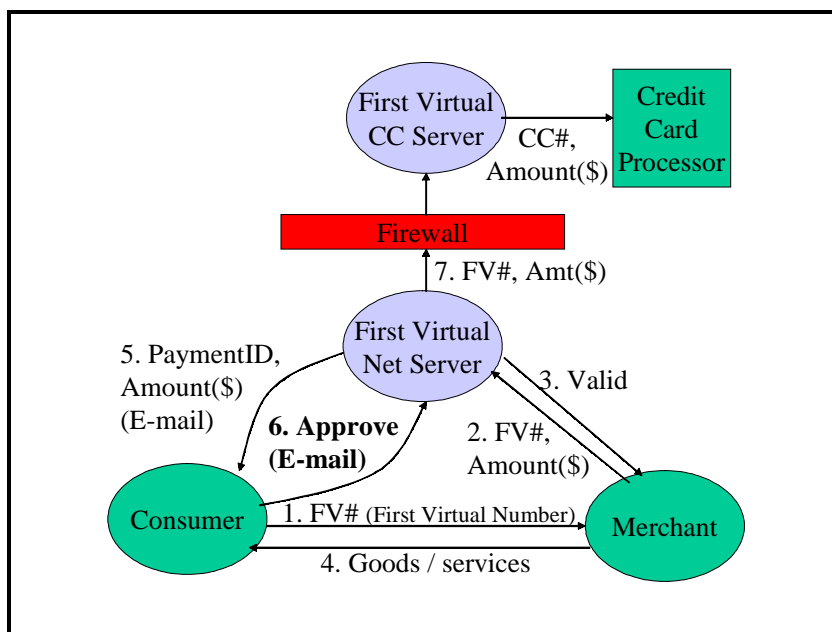 First Virtual
CC Server
Credit
Card
Processor
CC#,
Amount($)
Firewall
7. FV#, Amt($)
First Virtual
Net Server
5. PaymentID,
Amount($)
(E-mail)
3. Valid
6. Approve
(E-mail)
2. FV#,
Amount($)
Consumer
1. FV# (First Virtual Number)
Merchant
4. Goods / services